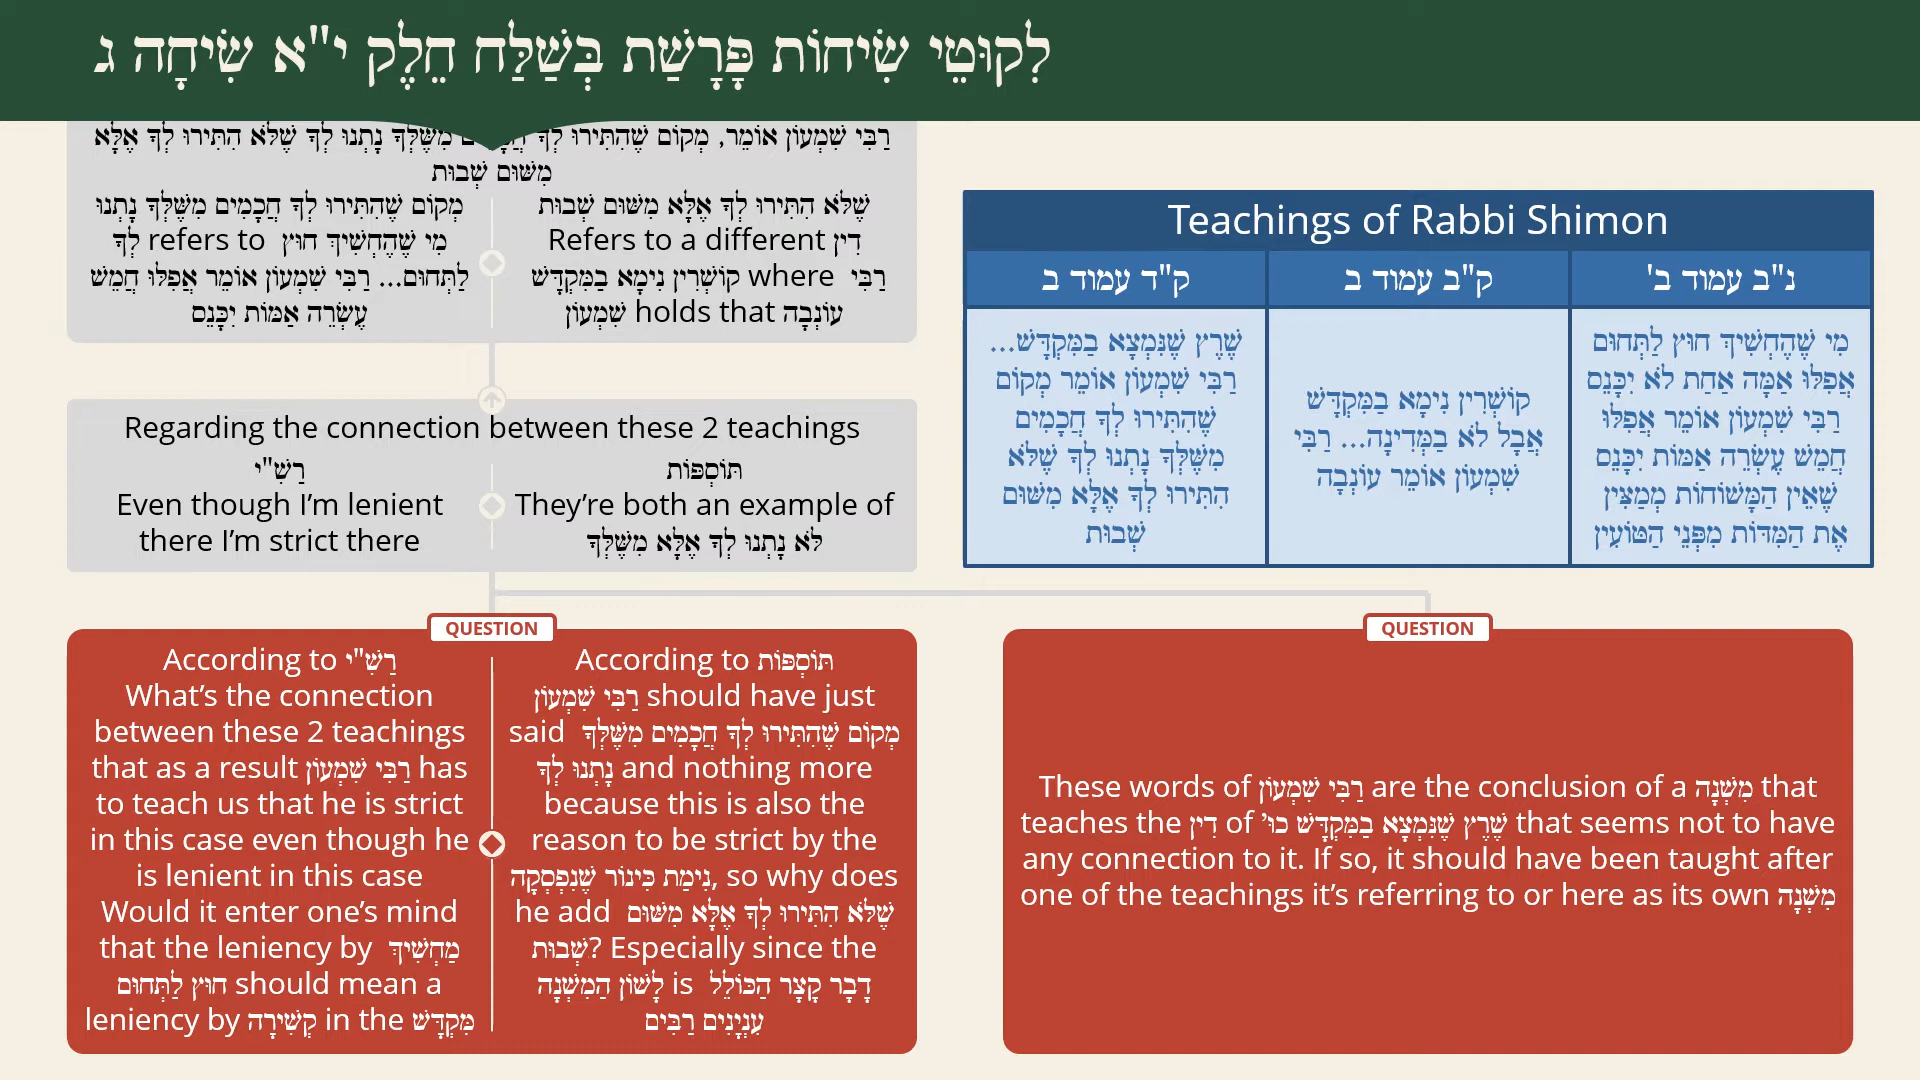 לִקוּטֵי שִׂיחוֹת פָּרָשַׁת בְּשַׁלַּח חֵלֶק י"א שִׂיחָה ג
רַבִּי שִׁמְעוֹן אוֹמֵר, מְקוֹם שֶׁהִתִּירוּ לְךָ מִשֶּׁלְּךָ נָתְנוּ לְךָ שֶׁלֹּא הִתִּירוּ לְךָ אֶלָּא
מִשּׁוּם שְׁבוּת
מְקוֹם שֶׁהִתִּירוּ לְךָ חֲכָמִים מִשֶּׁלְּךָ נָתְנוּ
לְךָ refers to מִי שֶׁהֶחְשִׁיךְ חוּץ
לַתְּחוּם... רַבִּי שִׁמְעוֹן אוֹמֵר אֲפִלּוּ חֲמֵשׁ
עֶשְׂרֵה אַמּוֹת יִכָּנֵס
שֶׁלֹּא הִתִּירוּ לְךָ אֶלָּא מִשּׁוּם שְׁבוּת
Refers to a different דִּין
קוֹשְׁרִין נִימָא בַמִּקְדָּשׁ where רַבִּי
שִׁמְעוֹן holds that עוֹנְבָה
Regarding the connection between these 2 teachings
רַשִׁ"י
Even though I’m lenient
there I’m strict there
תּוֹסְפּוֹת
They’re both an example of
לֹּא נָתְנוּ לְךָ אֶלָּא מִשֶּׁלְּךָ
Teachings of Rabbi Shimon
נ"ב עמוד ב'
ק"ב עמוד ב
ק"ד עמוד ב
מִי שֶׁהֶחְשִׁיךְ חוּץ לַתְּחוּם
אֲפִלּוּ אַמָּה אַחַת לֹא יִכָּנֵס
רַבִּי שִׁמְעוֹן אוֹמֵר אֲפִלּוּ
חֲמֵשׁ עֶשְׂרֵה אַמּוֹת יִכָּנֵס
שֶׁאֵין הַמָּשׁוֹחוֹת מְמַצִּין
אֶת הַמִּדּוֹת מִפְּנֵי הַטּוֹעִין
קוֹשְׁרִין נִימָא בַמִּקְדָּשׁ
אֲבָל לֹא בַמְּדִינָה... רַבִּי
שִׁמְעוֹן אוֹמֵר עוֹנְבָה
שֶׁרֶץ שֶׁנִּמְצָא בַמִּקְדָּשׁ...
רַבִּי שִׁמְעוֹן אוֹמֵר מְקוֹם
שֶׁהִתִּירוּ לְךָ חֲכָמִים
מִשֶּׁלְּךָ נָתְנוּ לְךָ שֶׁלֹּא
הִתִּירוּ לְךָ אֶלָּא מִשּׁוּם
שְׁבוּת
QUESTION
According to רַשִׁ"י
What’s the connection
between these 2 teachings
that as a result רַבִּי שִׁמְעוֹן has
to teach us that he is strict
in this case even though he
is lenient in this case
Would it enter one’s mind
that the leniency by מַחְשִׁיךְ
חוּץ לַתְּחוּם should mean a
leniency by קְשִׁירָה in the מִּקְדָּשׁ
According to תּוֹסְפּוֹת
רַבִּי שִׁמְעוֹן should have just
said מְקוֹם שֶׁהִתִּירוּ לְךָ חֲכָמִים מִשֶּׁלְּךָ
נָתְנוּ לְךָ and nothing more
because this is also the
reason to be strict by the
נִימַת כִּינוֹר שֶׁנִפְסְקָה, so why does
he add שֶׁלֹּא הִתִּירוּ לְךָ אֶלָּא מִשּׁוּם
שְׁבוּת? Especially since the
לָשׁוֹן הַמִשְׁנָה is דָבָר קָצָר הַכּוֹלֵל
עִנְיָנִים רַבִּים
QUESTION
These words of רַבִּי שִׁמְעוֹן are the conclusion of a מִשְׁנָה that
teaches the דִין of שֶׁרֶץ שֶׁנִּמְצָא בַמִּקְדָּשׁ כוּ' that seems not to have
any connection to it. If so, it should have been taught after
one of the teachings it’s referring to or here as its own מִשְׁנָה